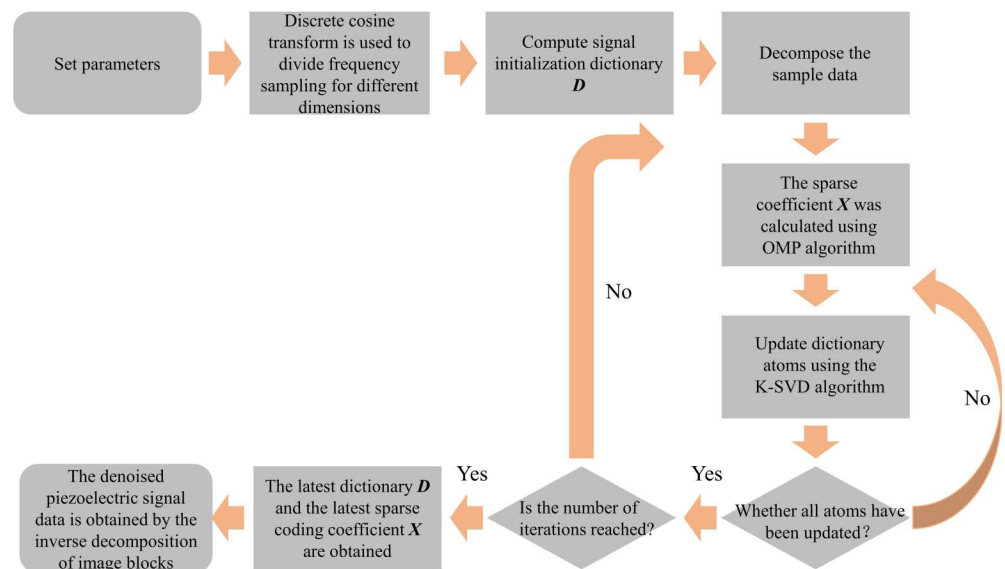 Set parameters
Discrete cosine
transform is used to
divide frequency
sampling for different
dimensions
Compute signal
initialization dictionary
D
Decompose the
sample data
The sparse
coefficient X was
calculated using
OMP algorithm
No
Update dictionary
atoms using the
K-SVD algorithm
No
Whether all atoms have
been updated?
Yes
Is the number of
iterations reached?
Yes
The latest dictionary D
and the latest sparse
coding coefficient X
are obtained
The denoised
piezoelectric signal
data is obtained by the
inverse decomposition
of image blocks